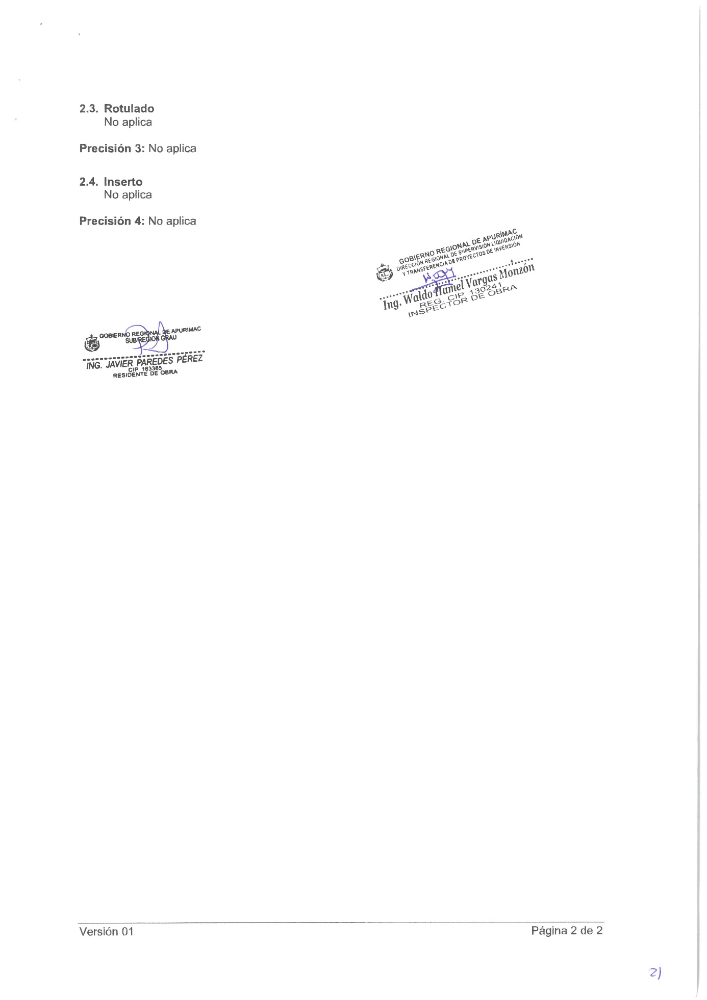 2.3. Rotulado
No aplica
Precisión 3: No aplica
2.4. Inserto
No aplica
Precisión 4: No aplica
GOBIERNO REGIONAL DE APURÍMAC
DIRECCIÓN REGIONAL DE SUPERVISIÓN LIQUIDACIÓN
Y TRANSFERENCIA DE PROYECTOS DE INVERSIÓN
Ing. Waldo Hamel Vargas Monzón
REG. CIP. 130241
INSPECTOR DE OBRA
GOBIERNO REGIONAL DE APURIMAC
SUB REGION GRAU
ING. JAVIER PAREDES PÉREZ
CIP 163365
RESIDENTE DE OBRA
Versión 01
Página 2 de 2
21